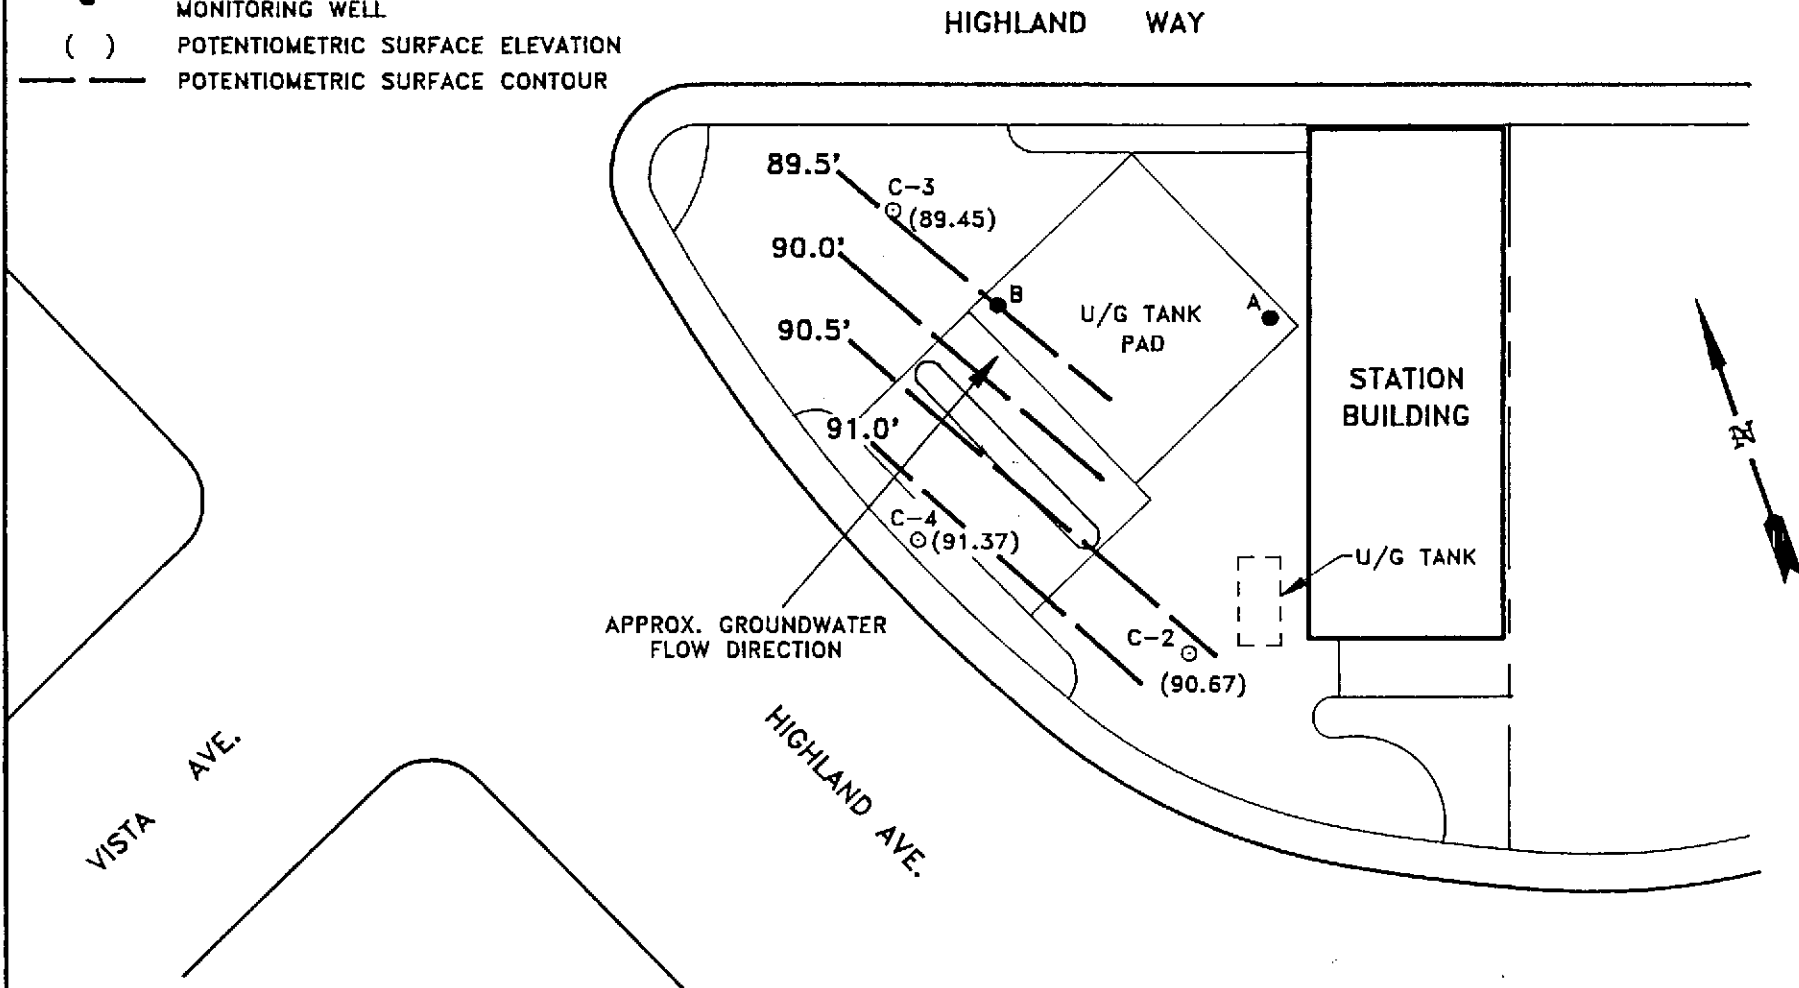 MONITORING WELL
( ) POTENTIOMETRIC SURFACE ELEVATION
POTENTIOMETRIC SURFACE CONTOUR
HIGHLAND WAY
89.5'
C-3
(89.45)
90.0'
B
A
U/G TANK
PAD
90.5'
STATION
BUILDING
91.0'
C-4
(91.37)
N
U/G TANK
APPROX. GROUNDWATER
FLOW DIRECTION
C-2
(90.67)
HIGHLAND AVE.
VISTA AVE.